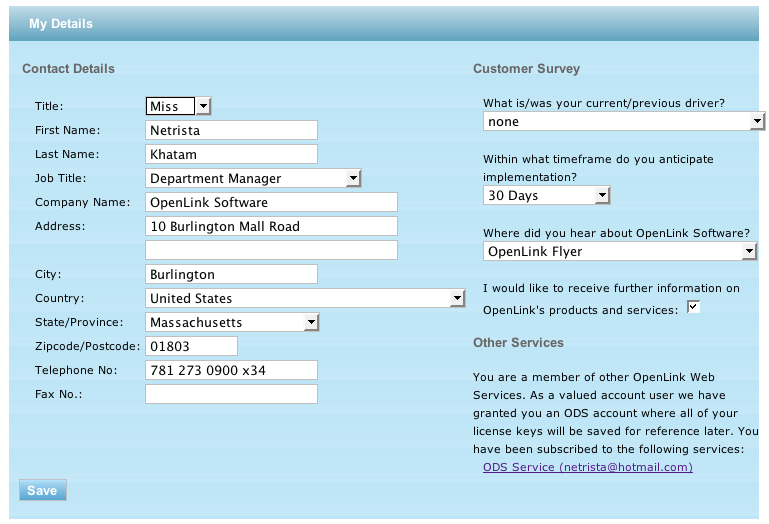 My Details
Contact Details
Title: Miss
First Name: Netrista
Last Name: Khatam
Job Title: Department Manager
Company Name: OpenLink Software
Address: 10 Burlington Mall Road
City: Burlington
Country: United States
State/Province: Massachusetts
Zipcode/Postcode: 01803
Telephone No: 781 273 0900 x34
Fax No.:
Save
Customer Survey
What is/was your current/previous driver?
none
Within what timeframe do you anticipate
implementation?
30 Days
Where did you hear about OpenLink Software?
OpenLink Flyer
I would like to receive further information on
OpenLink's products and services:
Other Services
You are a member of other OpenLink Web
Services. As a valued account user we have
granted you an ODS account where all of your
license keys will be saved for reference later. You
have been subscribed to the following services:
ODS Service (netrista@hotmail.com)